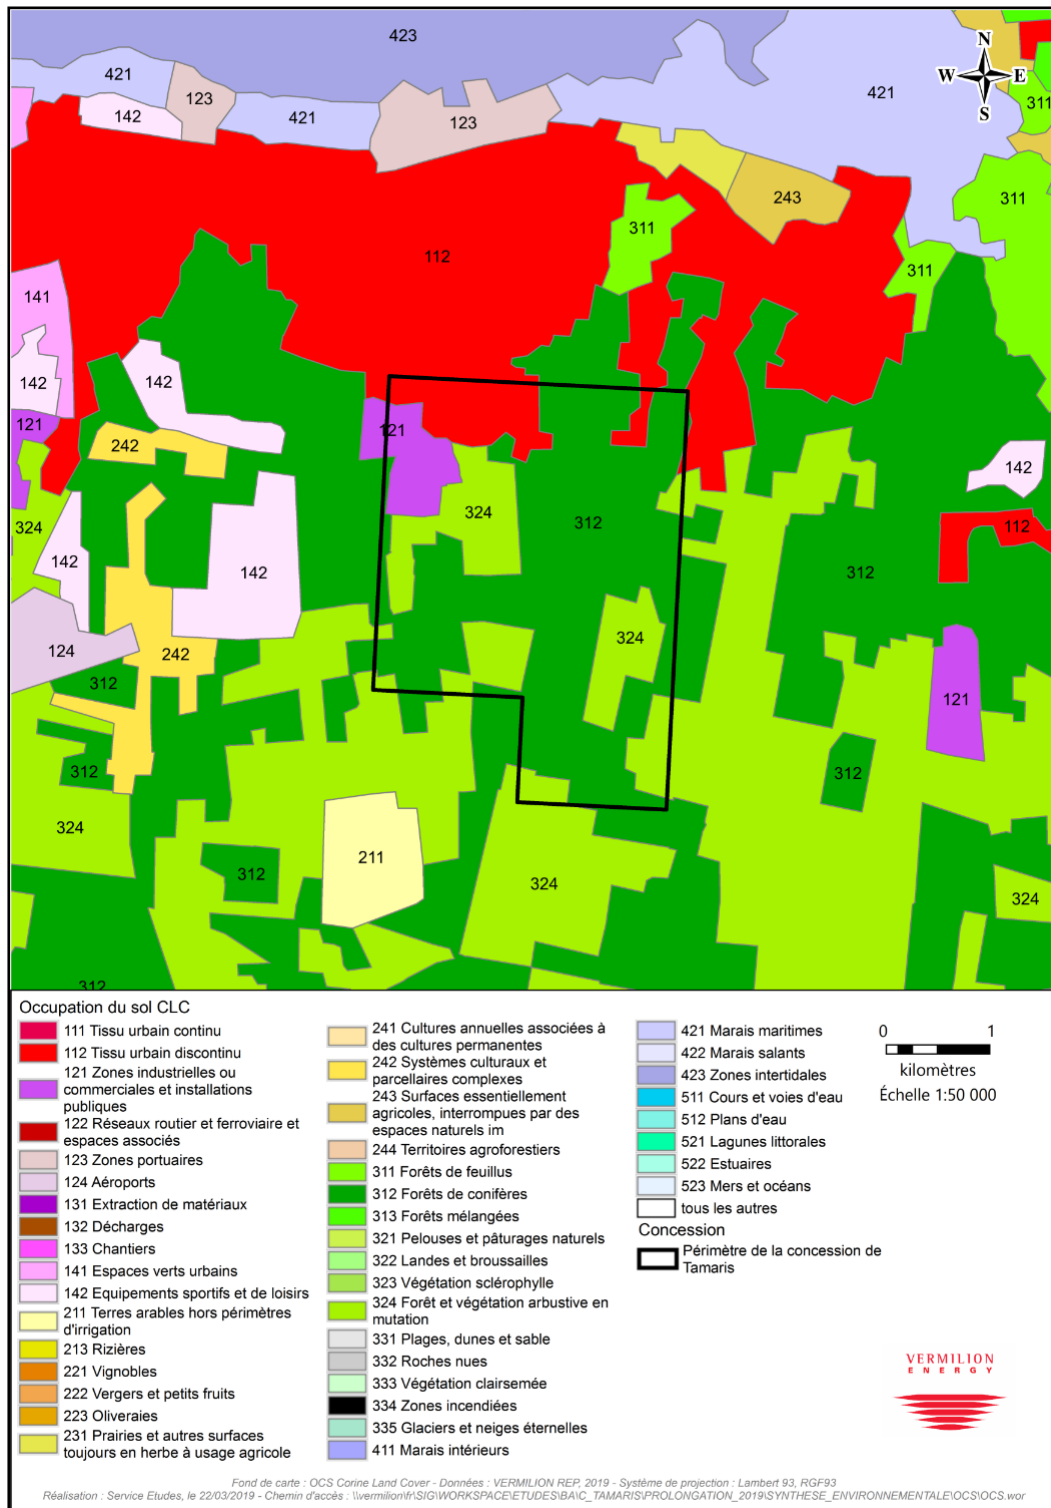 423
421
123
142
421
123
421
311
N
W E
S
311
243
311
112
311
141
142
142
121
242
121
142
324
324
312
112
142
142
312
324
124
242
312
121
312
312
324
211
312
324
324
312
Occupation du sol CLC
111 Tissu urbain continu
112 Tissu urbain discontinu
121 Zones industrielles ou
commerciales et installations
publiques
122 Réseaux routier et ferroviaire et
espaces associés
123 Zones portuaires
124 Aéroports
131 Extraction de matériaux
132 Décharges
133 Chantiers
141 Espaces verts urbains
142 Equipements sportifs et de loisirs
211 Terres arables hors périmètres
d'irrigation
213 Rizières
221 Vignobles
222 Vergers et petits fruits
223 Oliveraies
231 Prairies et autres surfaces
toujours en herbe à usage agricole
241 Cultures annuelles associées à
des cultures permanentes
242 Systèmes culturaux et
parcellaires complexes
243 Surfaces essentiellement
agricoles, interrompues par des
espaces naturels im
244 Territoires agroforestiers
311 Forêts de feuillus
312 Forêts de conifères
313 Forêts mélangées
321 Pelouses et pâturages naturels
322 Landes et broussailles
323 Végétation sclérophylle
324 Forêt et végétation arbustive en
mutation
331 Plages, dunes et sable
332 Roches nues
333 Végétation clairsemée
334 Zones incendiées
335 Glaciers et neiges éternelles
411 Marais intérieurs
421 Marais maritimes
422 Marais salants
423 Zones intertidales
511 Cours et voies d'eau
512 Plans d'eau
521 Lagunes littorales
522 Estuaires
523 Mers et océans
tous les autres
Concession
Périmètre de la concession de
Tamaris
0 1
kilomètres
Échelle 1:50 000
VERMILION
ENERGY
Fond de carte : OCS Corine Land Cover - Données : VERMILION REP, 2019 - Système de projection : Lambert 93, RGF93
Réalisation : Service Etudes, le 22/03/2019 - Chemin d'accès : \\vermilion\fr\SIG\WORKSPACE\ETUDES\BA\C_TAMARIS\PROLONGATION_2019\SYNTHESE_ENVIRONNEMENTALE\OCS\OCS.wor